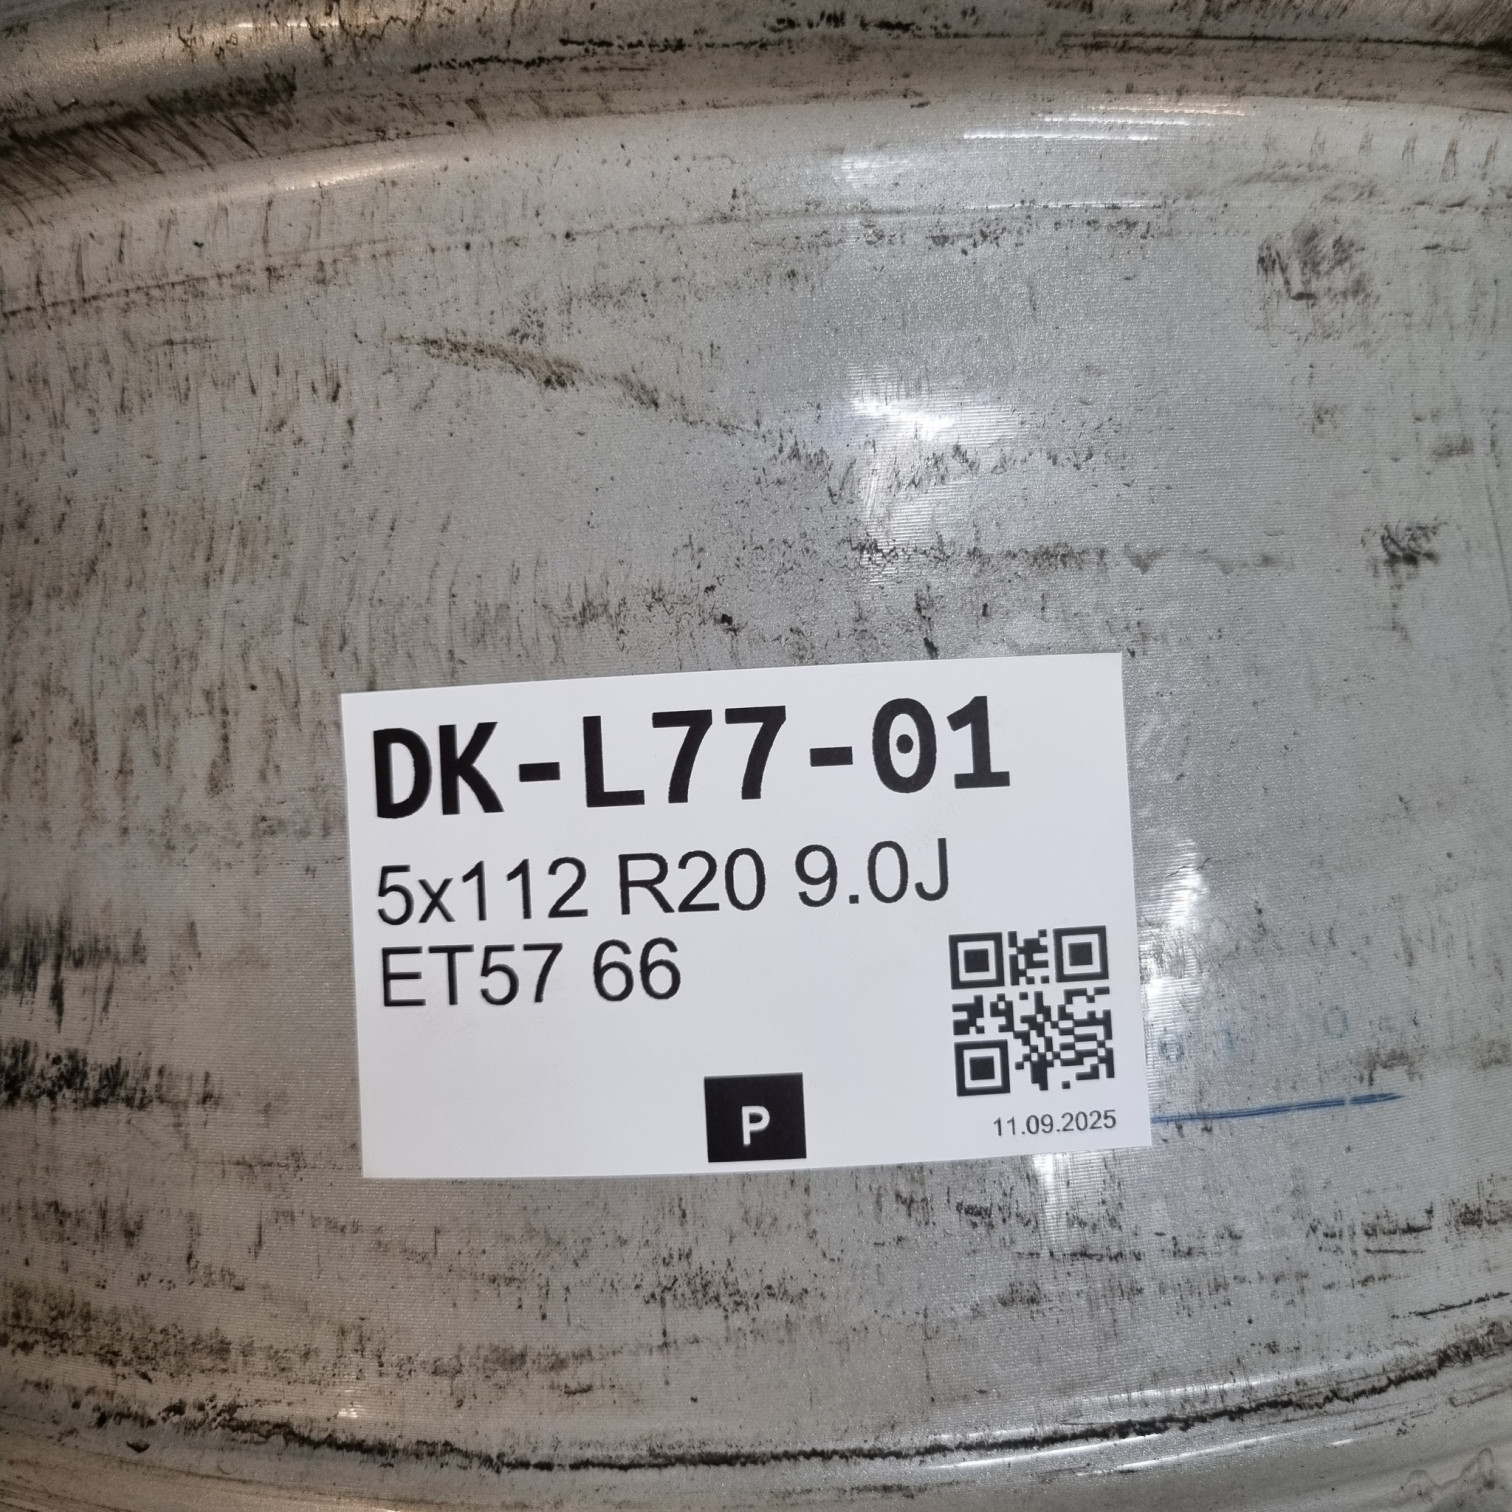 DK-L77-01
5x112 R20 9.0J
ET57 66
P
11.09.2025